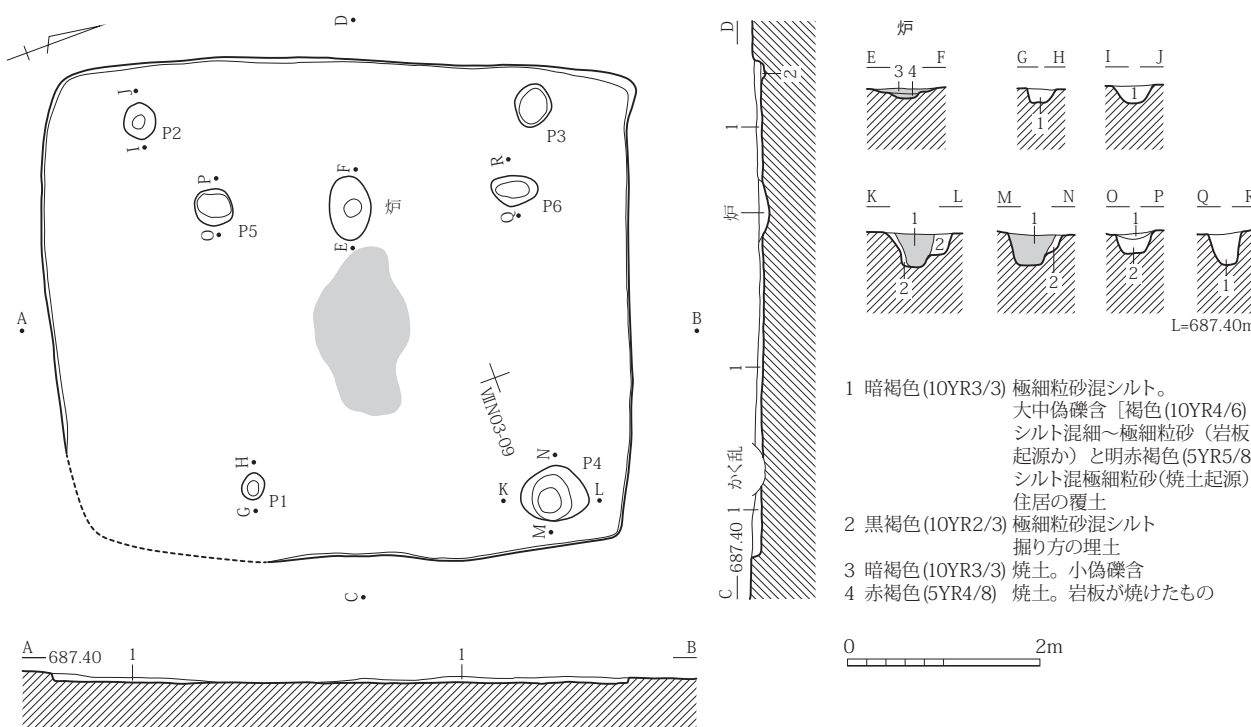 D
J
P2
I
P3
P
O
P5
F
炉
E
R
Q
P6
A
B
ⅦN03-09
H
G
P1
N
P4
K
L
M
C
A
687.40
1
1
B
D
2
1
炉
1
かく乱
1
687.40
C
炉
E
F
3 4
G
H
1
I
J
1
K
L
1
2
2
M
N
1
2
O
P
1
2
Q
R
1
L=687.40m
1 暗褐色(10YR3/3) 極細粒砂混シルト。
大中偽礫含[褐色(10YR4/6)
シルト混細~極細粒砂(岩板
起源か)と明赤褐色(5YR5/8
シルト混極細粒砂(焼土起源)
住居の覆土
2 黒褐色(10YR2/3) 極細粒砂混シルト
掘り方の埋土
3 暗褐色(10YR3/3) 焼土。小偽礫含
4 赤褐色(5YR4/8) 焼土。岩板が焼けたもの
0
2m